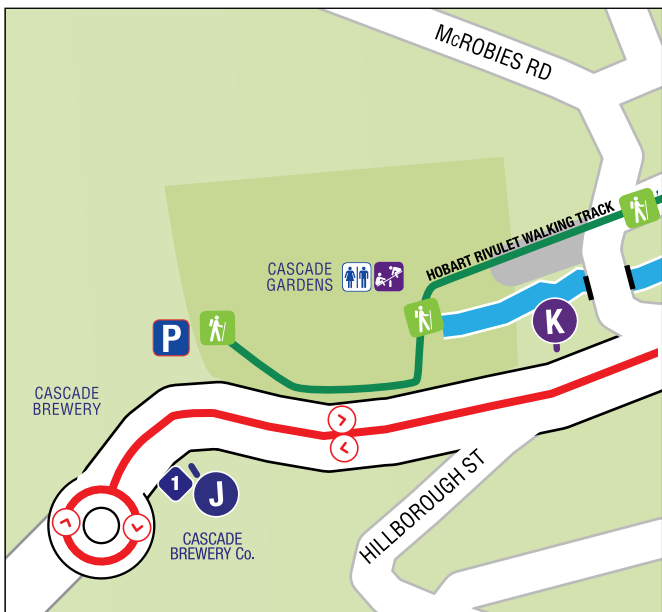 McROBIES RD
HOBART RIVULET WALKING TRACK
CASCADE
GARDENS
K
P
CASCADE
BREWERY
1
J
CASCADE
BREWERY Co.
HILLBOROUGH ST